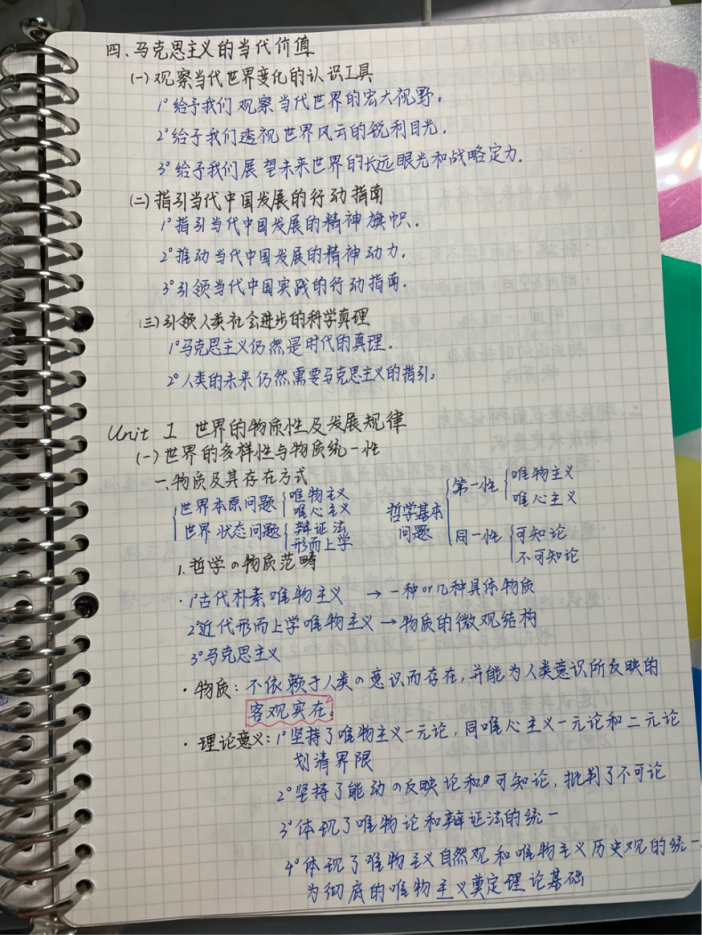 四、马克思主义的当代价值
(一)观察当代世界变化的认识工具
1°给予我们观察当代世界的宏大视野。
2°给予我们透视世界风云的锐利目光.
3°给予我们展望未来世界的长远眼光和战略定力.
(二)指引当代中国发展的行动指南
1°指引当代中国发展的精神旗帜.
2°推动当代中国发展的精神动力.
3°引领当代中国实践的行动指南.
(三)引领人类社会进步的科学真理
1°马克思主义仍然是时代的真理.
2°人类的未来仍然需要马克思主义的指引。
Unit 1 世界的物质性及发展规律
(一)世界的多样性与物质统一性
一.物质及其存在方式
世界本原问题 唯物主义
唯心主义
世界状态问题 辩证法
形而上学
哲学基本问题
第一性 唯物主义
唯心主义
同一性 可知论
不可知论
1.哲学の物质范畴
·1°古代朴素唯物主义 → 一种or几种具体物质
2°近代形而上学唯物主义→物质的微观结构
3°马克思主义
·物质:不依赖于人类の意识而存在,并能为人类意识所反映的
客观实在。
·理论意义:1°坚持了唯物主义一元论,同唯心主义一元论和二元论
划清界限
2°坚持了能动の反映论和可知论,批判了不可论
3°体现了唯物论和辩证法的统一
4°体现了唯物主义自然观和唯物主义历史观的统一
为彻底的唯物主义奠定理论基础